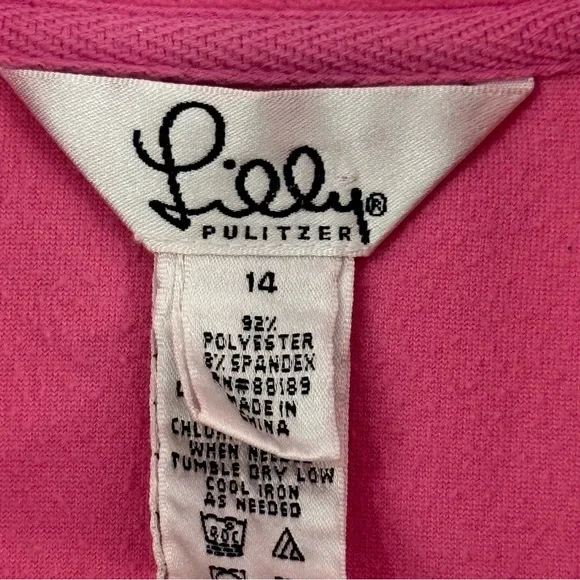 Lilly®
PULITZER
14
92%
POLYESTER
8% SPANDEX
RN#88189
MADE IN
CHINA
WHEN
TUMBLE DRY LOW
COOL IRON
AS NEEDED